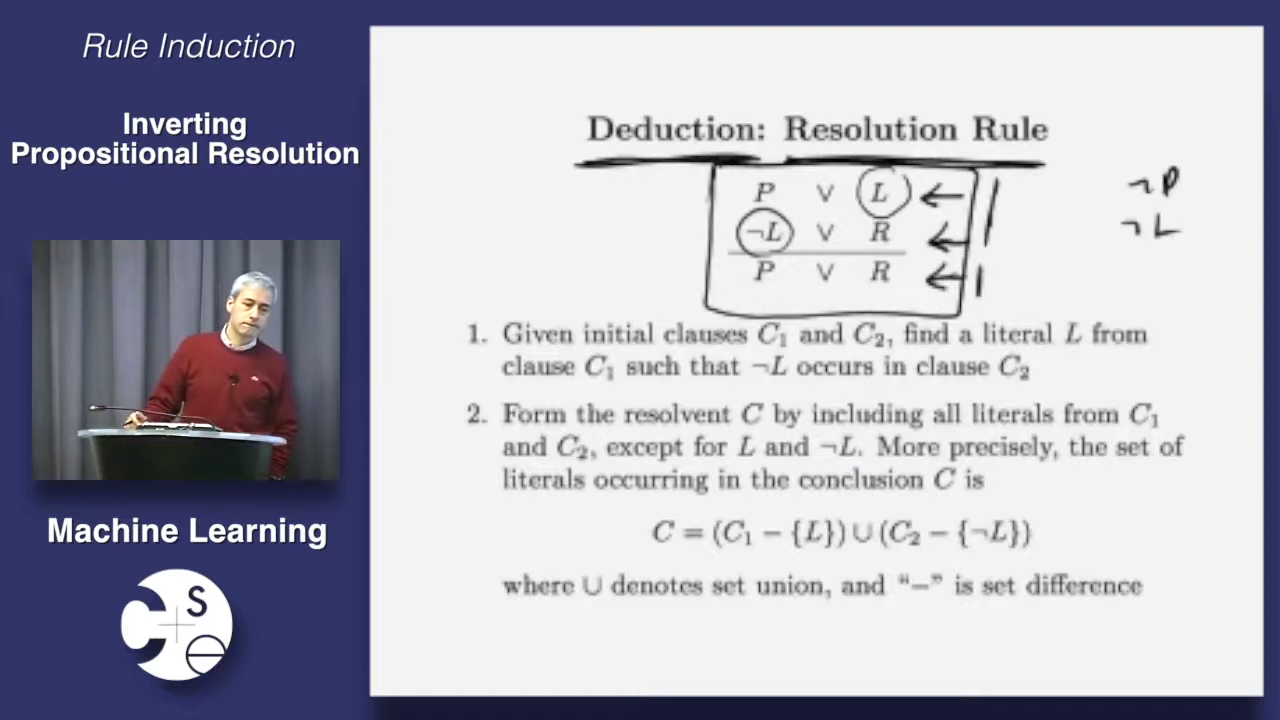 Rule Induction
Inverting
Propositional Resolution
Machine Learning
C + S e
Deduction: Resolution Rule
P ∨ L ←
¬L ∨ R ←
P ∨ R ←
¬P
¬L
1. Given initial clauses C₁ and C₂, find a literal L from
clause C₁ such that ¬L occurs in clause C₂
2. Form the resolvent C by including all literals from C₁
and C₂, except for L and ¬L. More precisely, the set of
literals occurring in the conclusion C is
C = (C₁ − {L}) ∪ (C₂ − {¬L})
where ∪ denotes set union, and “−” is set difference